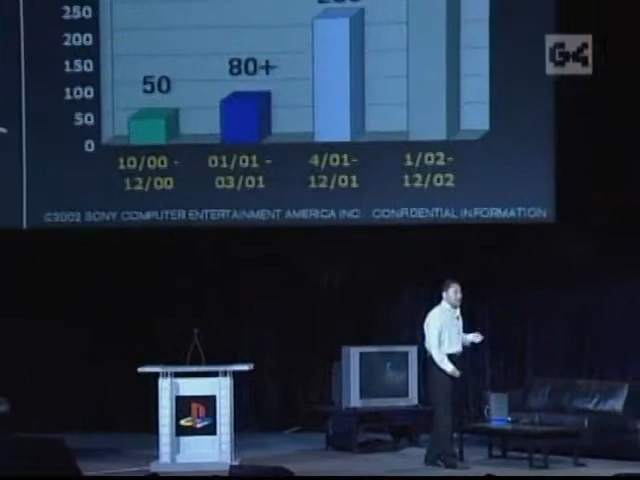 250
200
150
100
50
0
50
80+
10/00 - 01/01 - 4/01- 1/02-
12/00 03/01 12/01 12/02
©2002 SONY COMPUTER ENTERTAINMENT AMERICA INC. CONFIDENTIAL INFORMATION
G4